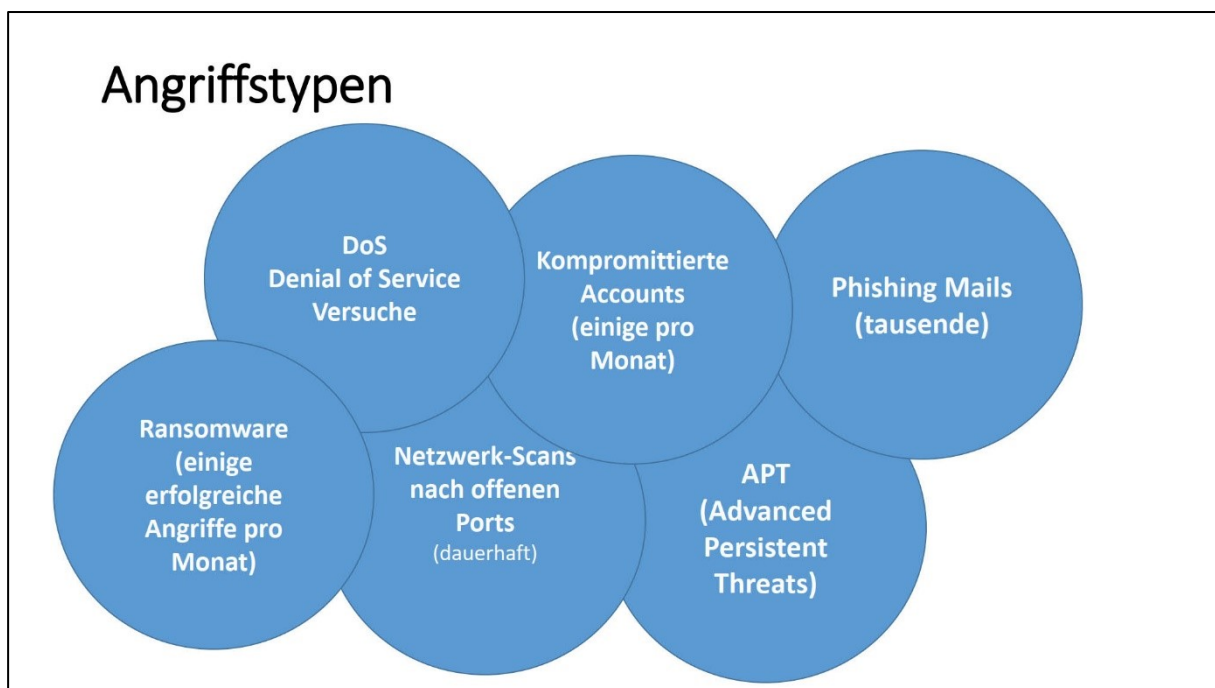 Angriffstypen
DoS
Denial of Service
Versuche
Kompromittierte
Accounts
(einige pro
Monat)
Phishing Mails
(tausende)
Ransomware
(einige
erfolgreiche
Angriffe pro
Monat)
Netzwerk-Scans
nach offenen
Ports
(dauerhaft)
APT
(Advanced
Persistent
Threats)